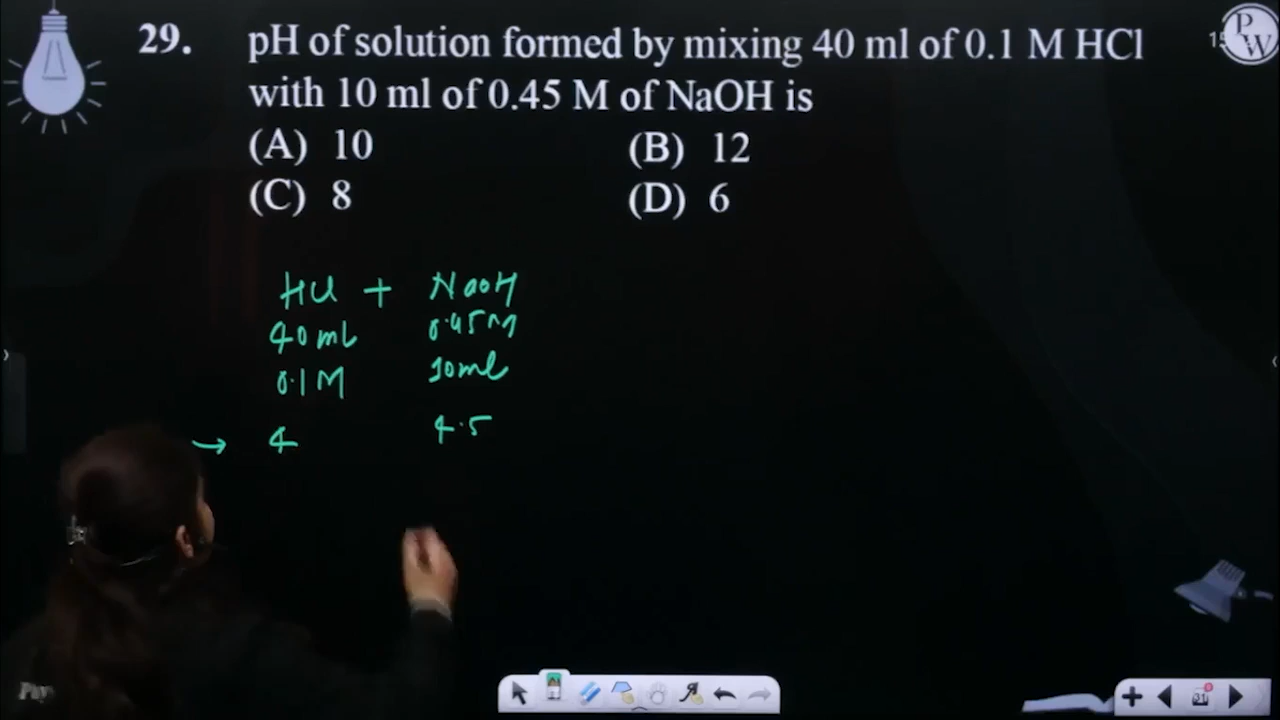 29. pH of solution formed by mixing 40 ml of 0.1 M HCl
with 10 ml of 0.45 M of NaOH is
(A) 10 (B) 12
(C) 8 (D) 6
HCl + NaOH
40 ml 0.45 M
0.1 M 10 ml
→ 4 4.5
P
W